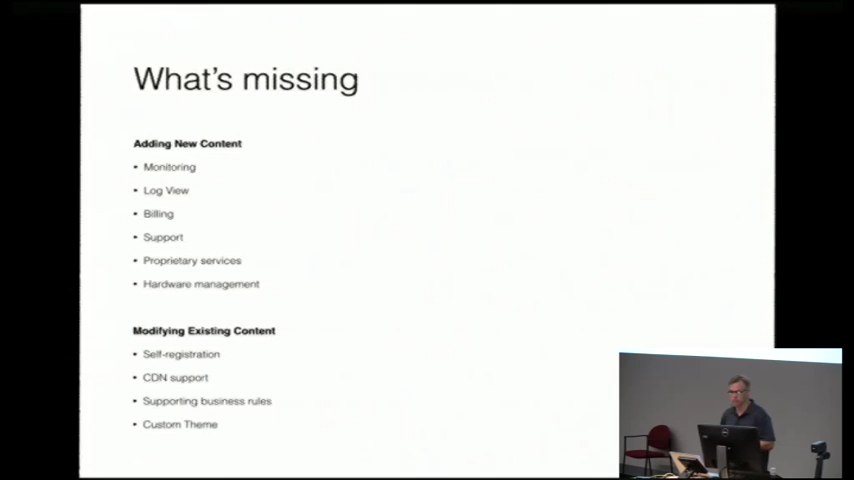 What's missing
Adding New Content
• Monitoring
• Log View
• Billing
• Support
• Proprietary services
• Hardware management
Modifying Existing Content
• Self-registration
• CDN support
• Supporting business rules
• Custom Theme